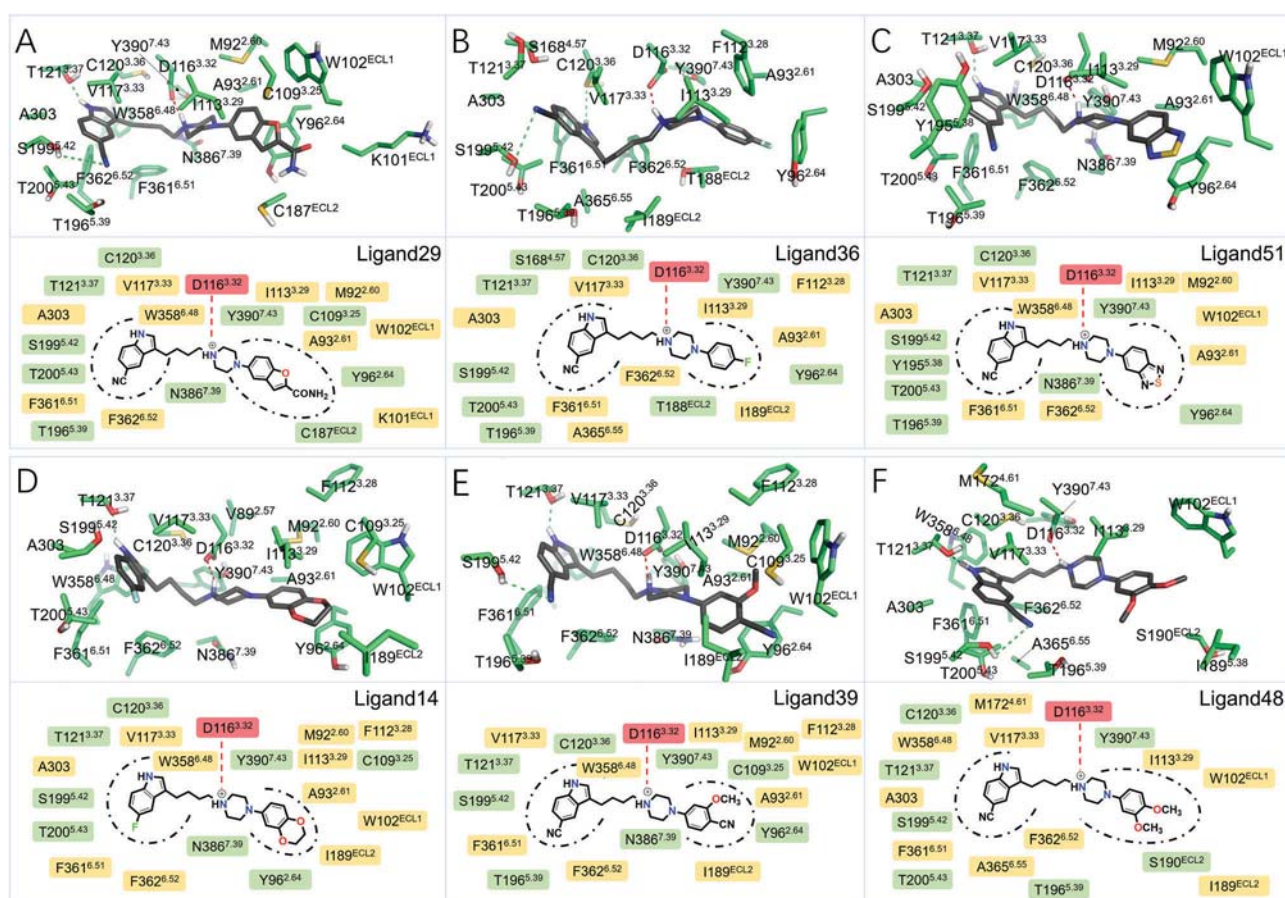 A
Y390^7.43
M92^2.60
W102^ECL1
C120^3.36
D116^3.32
T121^3.37
A93^2.61
C109^3.25
V117^3.33
I113^3.29
A303
W358^6.48
Y96^2.64
S199^5.42
N386^7.39
K101^ECL1
F362^6.52
F361^6.51
T200^5.43
T196^5.39
C187^ECL2
B
S168^4.57
D116^3.32
F112^3.28
T121^3.37
C120^3.36
Y390^7.43
A93^2.61
A303
V117^3.33
I113^3.29
S199^5.42
F361^6.51
F362^6.52
T188^ECL2
Y96^2.64
T200^5.43
T196^5.39
A365^6.55
I189^ECL2
C
T121^3.37
V117^3.33
M92^2.60
W102^ECL1
C120^3.36
I113^3.29
A303
D116^3.32
S199^5.42
W358^6.48
Y390^7.43
A93^2.61
Y195^5.38
N386^7.39
T200^5.43
F361^6.51
F362^6.52
Y96^2.64
T196^5.39
Ligand29
C120^3.36
T121^3.37
V117^3.33
D116^3.32
I113^3.29
M92^2.60
A303
W358^6.48
Y390^7.43
C109^3.25
W102^ECL1
S199^5.42
HN
A93^2.61
T200^5.43
NC
HN
N
O
CONH2
Y96^2.64
F361^6.51
N386^7.39
F362^6.52
K101^ECL1
T196^5.39
C187^ECL2
Ligand36
S168^4.57
C120^3.36
D116^3.32
T121^3.37
V117^3.33
Y390^7.43
F112^3.28
A303
I113^3.29
HN
A93^2.61
S199^5.42
NC
HN
N
F
F362^6.52
Y96^2.64
T200^5.43
F361^6.51
T188^ECL2
I189^ECL2
T196^5.39
A365^6.55
Ligand51
C120^3.36
D116^3.32
T121^3.37
V117^3.33
I113^3.29
M92^2.60
A303
W358^6.48
Y390^7.43
W102^ECL1
S199^5.42
HN
A93^2.61
Y195^5.38
NC
HN
N
N
S
N
T200^5.43
N386^7.39
T196^5.39
F361^6.51
F362^6.52
Y96^2.64
D
F112^3.28
T121^3.37
V89^2.57
S199^5.42
V117^3.33
M92^2.60
C109^3.25
A303
C120^3.36
D116^3.32
I113^3.29
W358^6.48
Y390^7.43
A93^2.61
W102^ECL1
T200^5.43
F361^6.51
F362^6.52
N386^7.39
Y96^2.64
I189^ECL2
E
T121^3.37
V117^3.33
C120^3.36
F112^3.28
I113^3.29
S199^5.42
W358^6.48
D116^3.32
M92^2.60
Y390^7.43
A93^2.61
C109^3.25
W102^ECL1
F361^6.51
F362^6.52
N386^7.39
T196^5.39
I189^ECL2
Y96^2.64
F
M172^4.61
Y390^7.43
W102^ECL1
W358^6.48
C120^3.36
D116^3.32
I113^3.29
T121^3.37
V117^3.33
A303
F362^6.52
F361^6.51
S199^5.42
A365^6.55
S190^ECL2
T200^5.43
T196^5.39
I189^5.38
Ligand14
C120^3.36
D116^3.32
T121^3.37
V117^3.33
M92^2.60
F112^3.28
A303
W358^6.48
Y390^7.43
I113^3.29
C109^3.25
S199^5.42
HN
A93^2.61
T200^5.43
F
HN
N
O
O
W102^ECL1
N386^7.39
I189^ECL2
F361^6.51
F362^6.52
Y96^2.64
Ligand39
V117^3.33
C120^3.36
D116^3.32
I113^3.29
M92^2.60
F112^3.28
T121^3.37
W358^6.48
Y390^7.43
C109^3.25
W102^ECL1
S199^5.42
HN
OCH3
A93^2.61
NC
HN
N
CN
F361^6.51
N386^7.39
Y96^2.64
T196^5.39
F362^6.52
I189^ECL2
Ligand48
C120^3.36
M172^4.61
D116^3.32
W358^6.48
V117^3.33
Y390^7.43
T121^3.37
I113^3.29
W102^ECL1
A303
HN
S199^5.42
NC
HN
N
OCH3
OCH3
F361^6.51
F362^6.52
T200^5.43
A365^6.55
S190^ECL2
T196^5.39
I189^ECL2